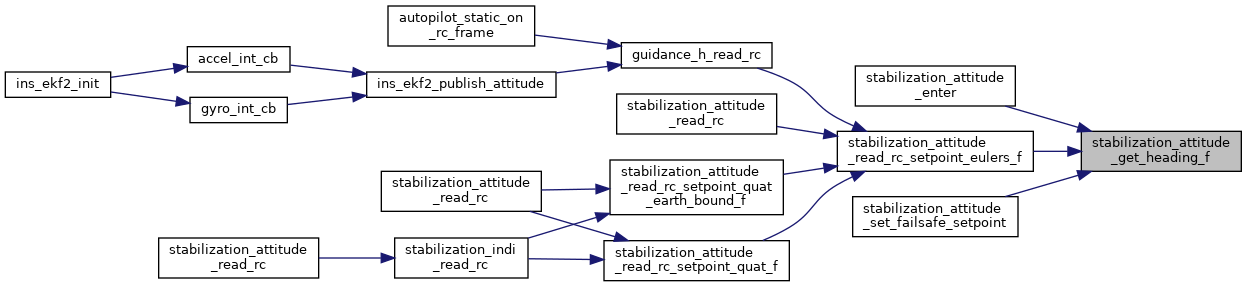 autopilot_static_on
_rc_frame
accel_int_cb
guidance_h_read_rc
ins_ekf2_init
ins_ekf2_publish_attitude
gyro_int_cb
stabilization_attitude
_enter
stabilization_attitude
_read_rc
stabilization_attitude
_read_rc_setpoint_eulers_f
stabilization_attitude
_get_heading_f
stabilization_attitude
_read_rc_setpoint_quat
_earth_bound_f
stabilization_attitude
_read_rc
stabilization_attitude
_set_failsafe_setpoint
stabilization_attitude
_read_rc
stabilization_indi
_read_rc
stabilization_attitude
_read_rc_setpoint_quat_f